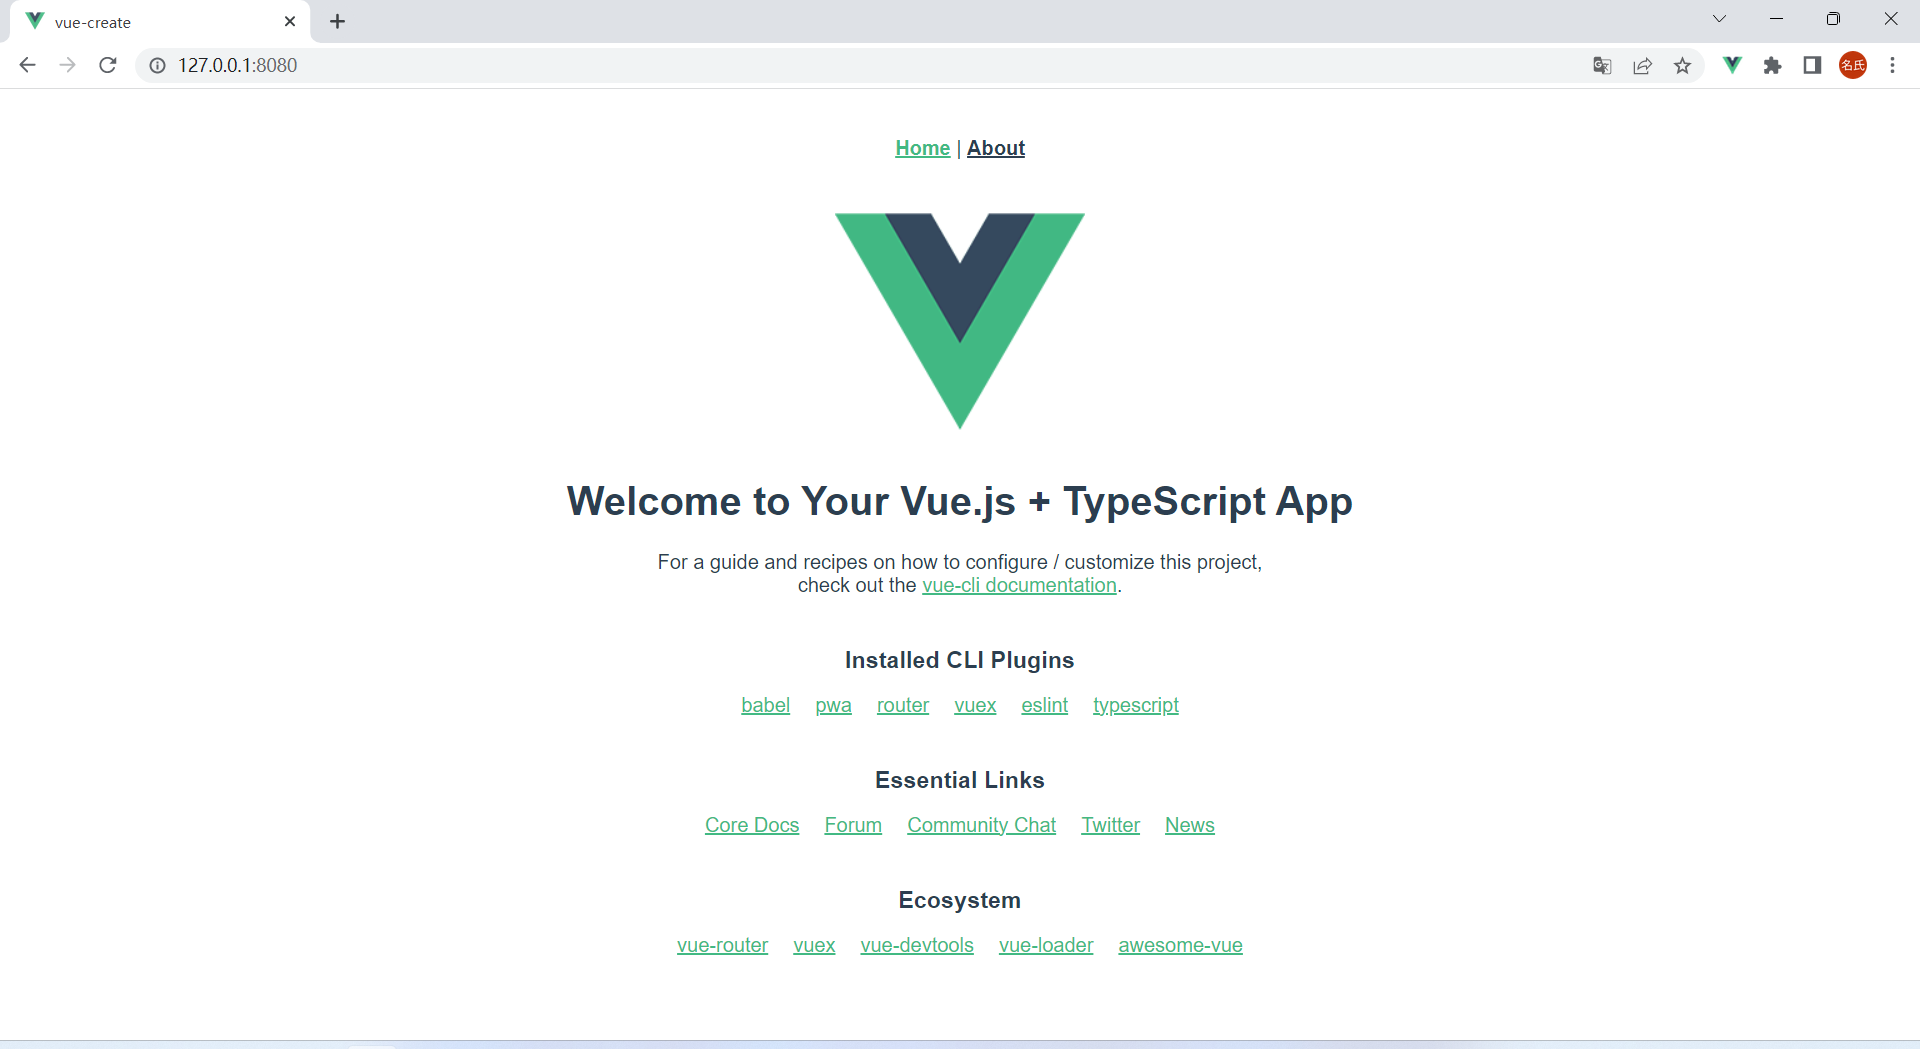 vue-create
127.0.0.1:8080
名氏
Home | About
Welcome to Your Vue.js + TypeScript App
For a guide and recipes on how to configure / customize this project,
check out the vue-cli documentation.
Installed CLI Plugins
babel pwa router vuex eslint typescript
Essential Links
Core Docs Forum Community Chat Twitter News
Ecosystem
vue-router vuex vue-devtools vue-loader awesome-vue